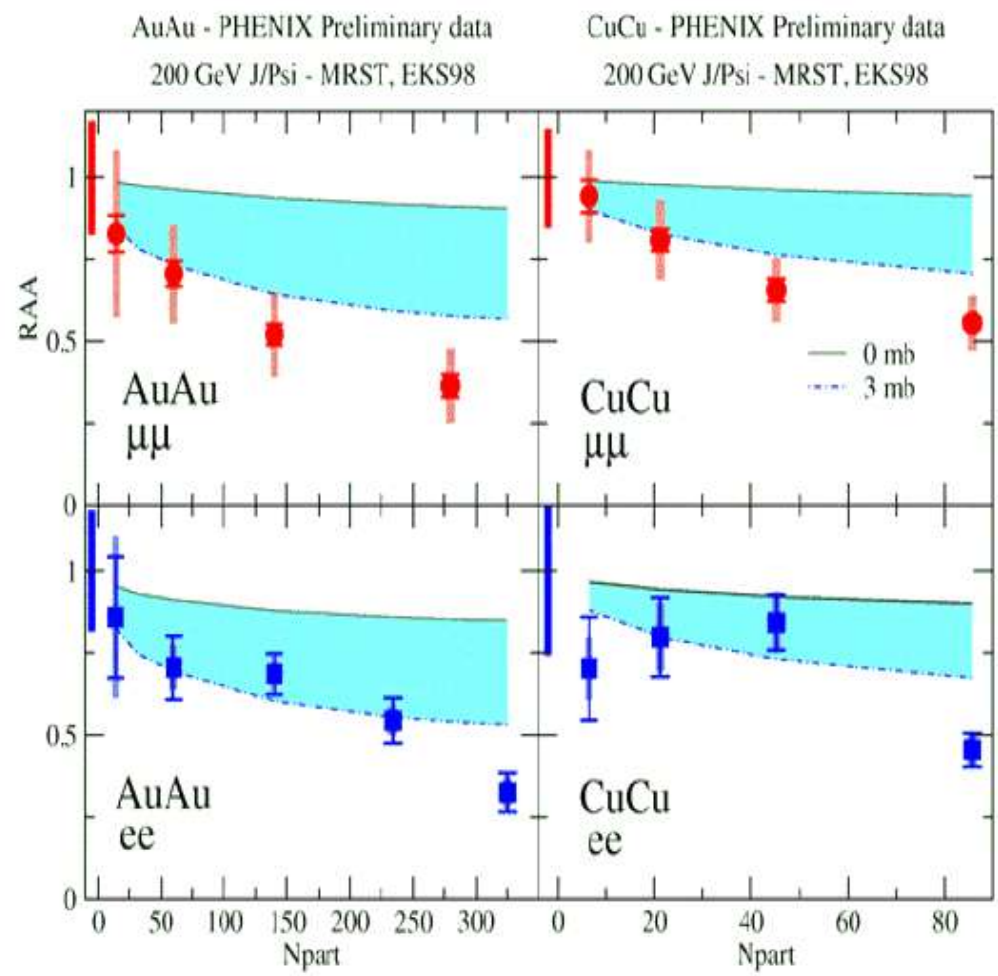 AuAu - PHENIX Preliminary data
200 GeV J/Psi - MRST, EKS98
CuCu - PHENIX Preliminary data
200 GeV J/Psi - MRST, EKS98
RAA
1
0.5
0
AuAu
μμ
CuCu
μμ
0 mb
3 mb
1
0.5
0
AuAu
ee
CuCu
ee
0 50 100 150 200 250 300
Npart
0 20 40 60 80
Npart